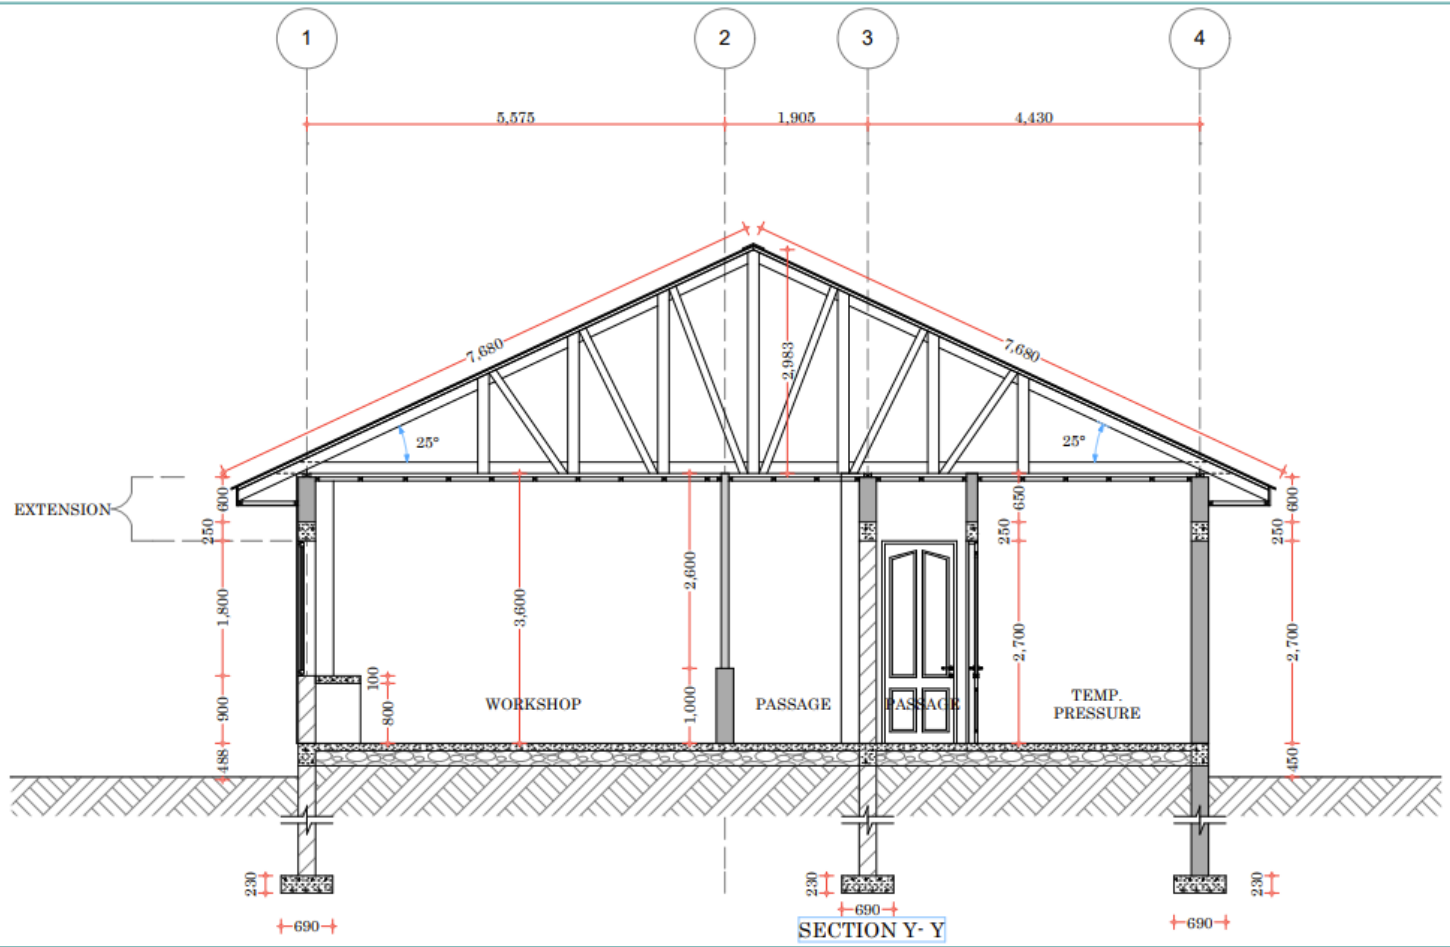 1 2 3 4
5,575 1,905 4,430
7,680 7,680
2,983
25° 25°
EXTENSION
600 650 600
250 250 250
1,800 3,600 2,600 2,700 2,700
900 100 800 1,000
WORKSHOP PASSAGE PASSAGE TEMP.
PRESSURE
488 450
230 230 230
690 690 690
SECTION Y- Y